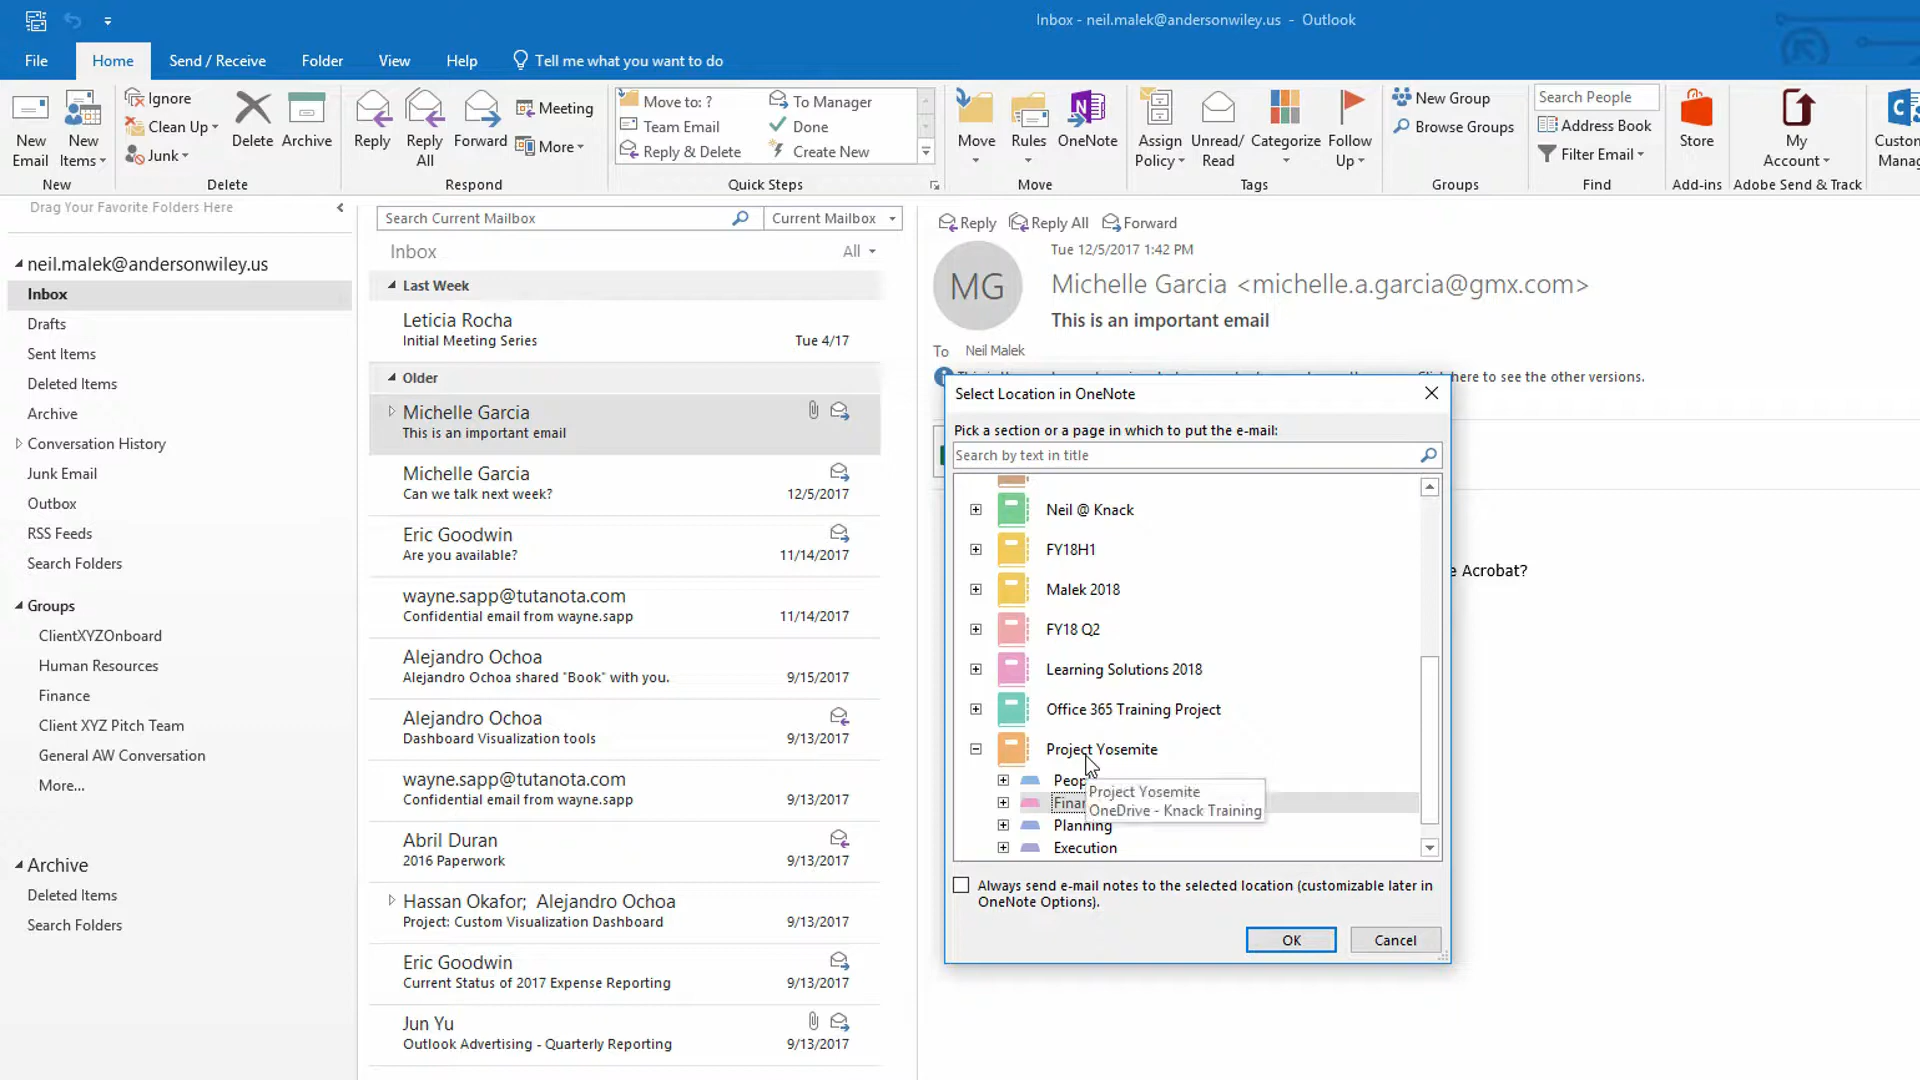 Inbox - neil.malek@andersonwiley.us - Outlook
File Home Send / Receive Folder View Help Tell me what you want to do
New Email
New Items
New
Ignore
Clean Up
Junk
Delete
Archive
Delete
Reply
Reply All
Forward
Meeting
More
Respond
Move to: ?
Team Email
Reply & Delete
To Manager
Done
Create New
Quick Steps
Move
Rules
OneNote
Move
Assign Policy
Unread/ Read
Categorize
Follow Up
Tags
New Group
Browse Groups
Groups
Search People
Address Book
Filter Email
Find
Store
Add-ins
My Account
Adobe Send & Track
Drag Your Favorite Folders Here
neil.malek@andersonwiley.us
Inbox
Drafts
Sent Items
Deleted Items
Archive
Conversation History
Junk Email
Outbox
RSS Feeds
Search Folders
Groups
ClientXYZOnboard
Human Resources
Finance
Client XYZ Pitch Team
General AW Conversation
More...
Archive
Deleted Items
Search Folders
Search Current Mailbox Current Mailbox
Inbox All
Last Week
Leticia Rocha
Initial Meeting Series Tue 4/17
Older
Michelle Garcia
This is an important email
Michelle Garcia
Can we talk next week? 12/5/2017
Eric Goodwin
Are you available? 11/14/2017
wayne.sapp@tutanota.com
Confidential email from wayne.sapp 11/14/2017
Alejandro Ochoa
Alejandro Ochoa shared "Book" with you. 9/15/2017
Alejandro Ochoa
Dashboard Visualization tools 9/13/2017
wayne.sapp@tutanota.com
Confidential email from wayne.sapp 9/13/2017
Abril Duran
2016 Paperwork 9/13/2017
Hassan Okafor; Alejandro Ochoa
Project: Custom Visualization Dashboard 9/13/2017
Eric Goodwin
Current Status of 2017 Expense Reporting 9/13/2017
Jun Yu
Outlook Advertising - Quarterly Reporting 9/13/2017
Reply Reply All Forward
Tue 12/5/2017 1:42 PM
MG
Michelle Garcia <michelle.a.garcia@gmx.com>
This is an important email
To Neil Malek
here to see the other versions.
Acrobat?
Select Location in OneNote
Pick a section or a page in which to put the e-mail:
Search by text in title
Neil @ Knack
FY18H1
Malek 2018
FY18 Q2
Learning Solutions 2018
Office 365 Training Project
Project Yosemite
Project Yosemite
OneDrive - Knack Training
Planning
Execution
Always send e-mail notes to the selected location (customizable later in
OneNote Options).
OK Cancel